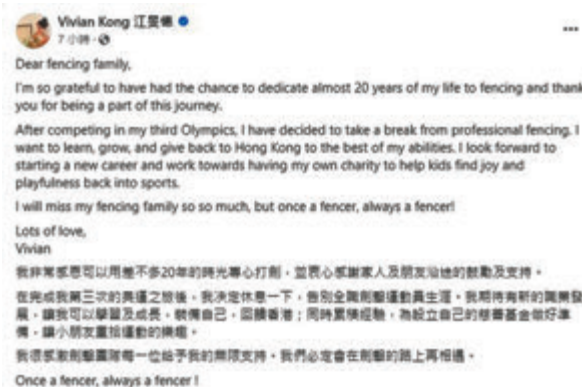 Vivian Kong 江旻憓
7 小時 ·
Dear fencing family,
I'm so grateful to have had the chance to dedicate almost 20 years of my life to fencing and thank
you for being a part of this journey.
After competing in my third Olympics, I have decided to take a break from professional fencing. I
want to learn, grow, and give back to Hong Kong to the best of my abilities. I look forward to
starting a new career and work towards having my own charity to help kids find joy and
playfulness back into sports.
I will miss my fencing family so so much, but once a fencer, always a fencer!
Lots of love,
Vivian
我非常感恩可以用差不多20年的時光專心打劍，並衷心感謝家人及朋友沿途的鼓勵及支持。
在完成我第三次的奧運之旅後，我決定休息一下，告別全職劍擊運動員生涯。我期待有新的職業發
展，讓我可以學習及成長，裝備自己，回饋香港；同時累積經驗，為設立自己的慈善基金做好準
備，讓小朋友重拾運動的樂趣。
我很感激劍擊團隊每一位給予我的無限支持。我們必定會在劍擊的路上再相遇。
Once a fencer, always a fencer !